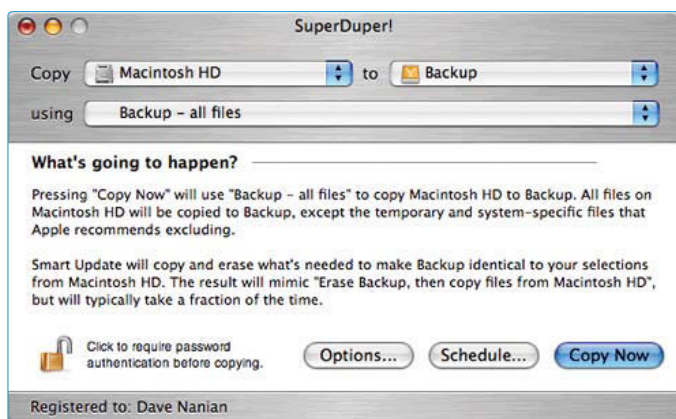 SuperDuper!
Copy Macintosh HD to Backup
using Backup - all files
What's going to happen?
Pressing "Copy Now" will use "Backup - all files" to copy Macintosh HD to Backup. All files on
Macintosh HD will be copied to Backup, except the temporary and system-specific files that
Apple recommends excluding.
Smart Update will copy and erase what's needed to make Backup identical to your selections
from Macintosh HD. The result will mimic "Erase Backup, then copy files from Macintosh HD",
but will typically take a fraction of the time.
Click to require password
authentication before copying.
Options...
Schedule...
Copy Now
Registered to: Dave Nanian